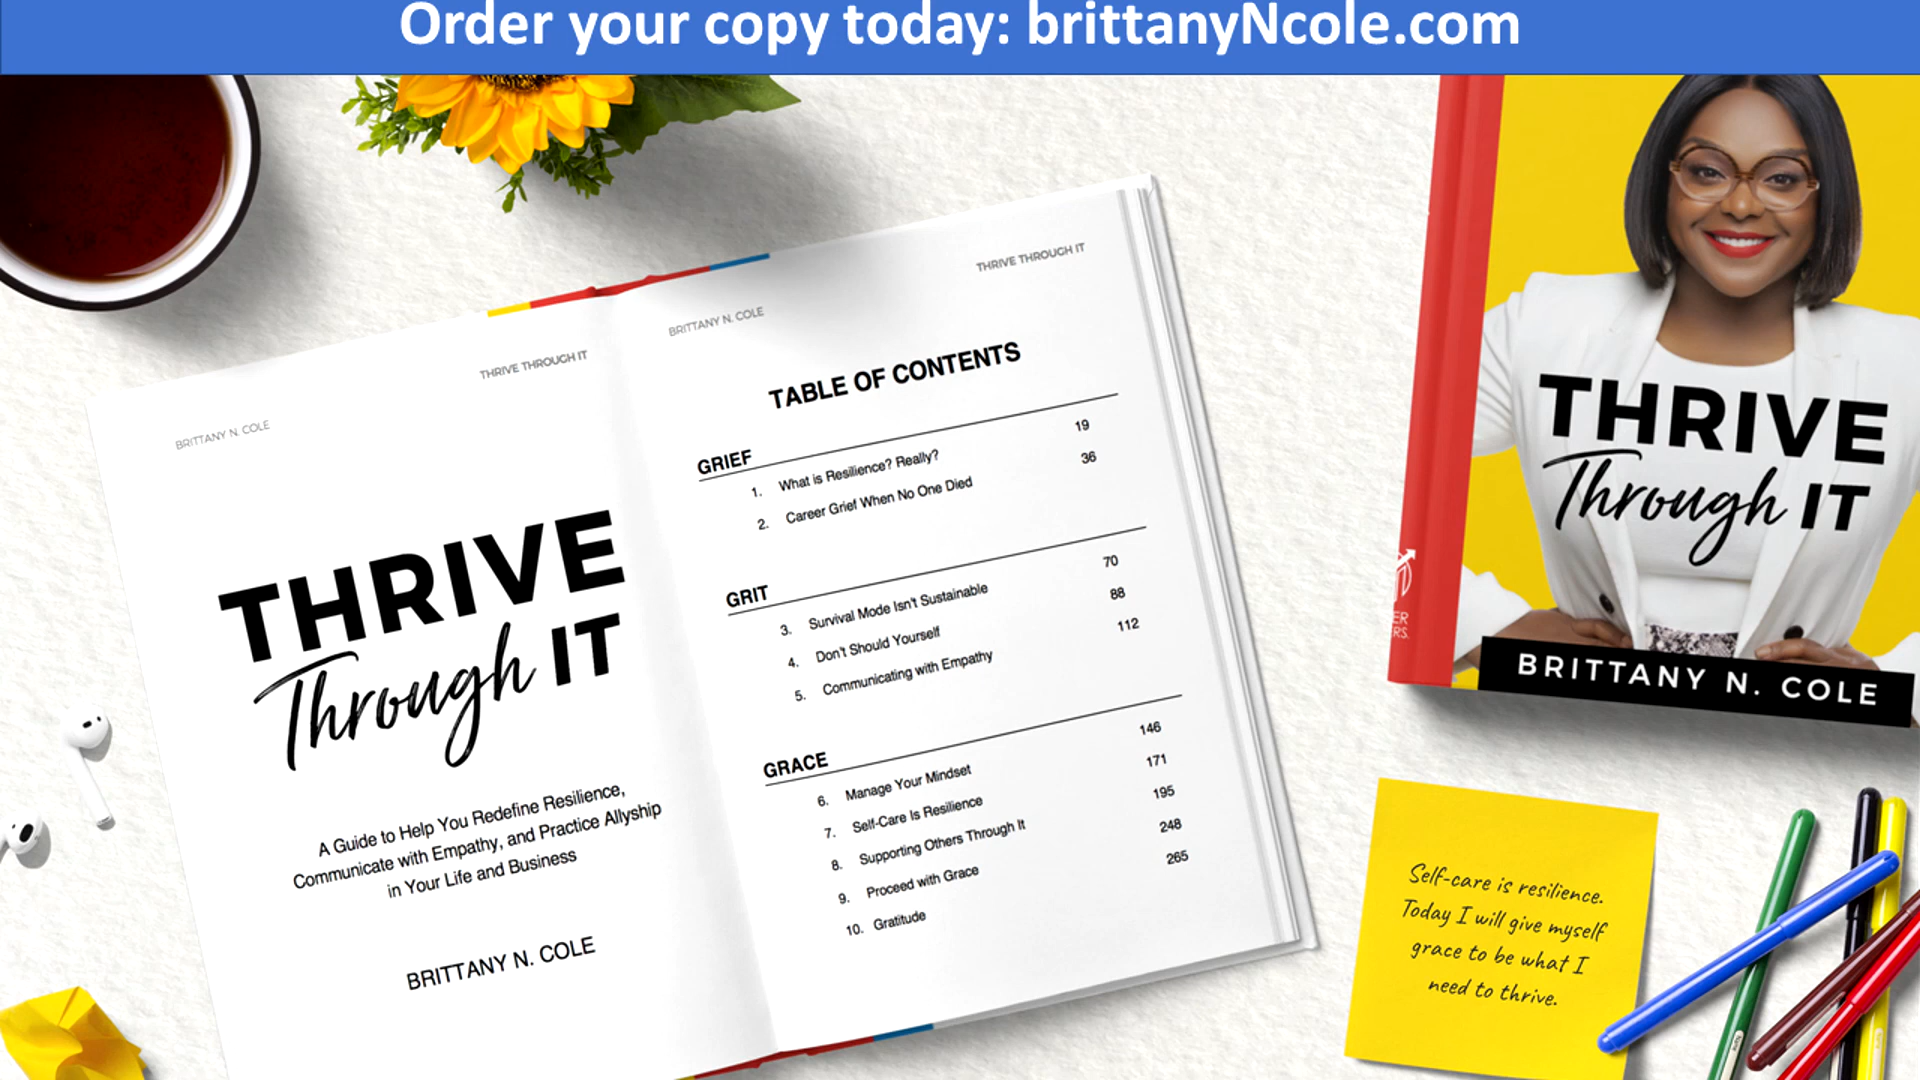 Order your copy today: brittanyNcole.com
BRITTANY N. COLE
THRIVE THROUGH IT
THRIVE
Through IT
A Guide to Help You Redefine Resilience,
Communicate with Empathy, and Practice Allyship
in Your Life and Business
BRITTANY N. COLE
BRITTANY N. COLE
THRIVE THROUGH IT
TABLE OF CONTENTS
GRIEF
1. What is Resilience? Really? 19
2. Career Grief When No One Died 36
GRIT
3. Survival Mode Isn't Sustainable 70
4. Don't Should Yourself 88
5. Communicating with Empathy 112
GRACE
6. Manage Your Mindset 146
7. Self-Care Is Resilience 171
8. Supporting Others Through It 195
9. Proceed with Grace 248
10. Gratitude 265
THRIVE
Through IT
BRITTANY N. COLE
Self-care is resilience.
Today I will give myself
grace to be what I
need to thrive.